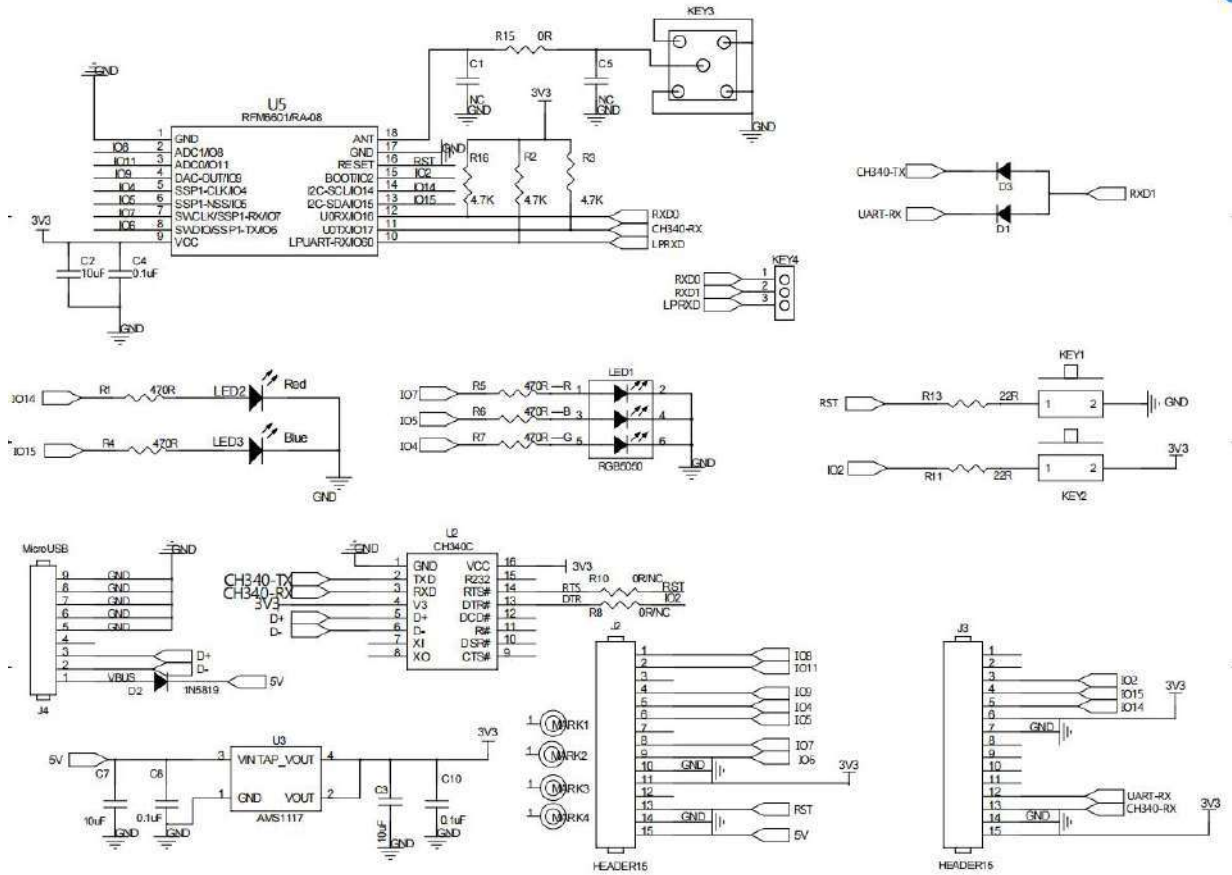 KEY3
R15 0R
C1
C5
GND
NC
GND
NC
GND
3V3
GND
U5
RFM6601/RA-08
1 GND
IO8 2 ADC1/IO8
IO11 3 ADC0/IO11
IO9 4 DAC-OUT/IO9
IO4 5 SSP1-CLK/IO4
IO5 6 SSP1-NSS/IO5
IO7 7 SWCLK/SSP1-RX/IO7
IO6 8 SWDIO/SSP1-TX/IO6
3V3 9 VCC
ANT 18
GND 17 GND
RESET 16 RST
BOOT/IO2 15 IO2
I2C-SCL/IO14 14 IO14
I2C-SDA/IO15 13 IO15
U0RX/IO16 12
U0TX/IO17 11
LPUART-RX/IO60 10
R16 R2 R3
4.7K 4.7K 4.7K
RXD0
CH340-RX
LPRXD
C2 10uF
C4 0.1uF
GND
CH340-TX D3
RXD1
UART-RX D1
KEY4
RXD0 1
RXD1 2
LPRXD 3
IO14 R1 470R LED2 Red
IO15 R4 470R LED3 Blue
GND
LED1
IO7 R5 470R —R 1 2
IO5 R6 470R —B 3 4
IO4 R7 470R —G 5 6
RGB5050
GND
KEY1
RST R13 22R 1 2 GND
IO2 R11 22R 1 2 3V3
KEY2
MicroUSB
GND
9 GND
8 GND
7 GND
6 GND
5 GND
4
3 D+
2 D-
1 VBUS D2 1N5819 5V
J4
U2
CH340C
GND
1 GND
CH340-TX 2 TXD
CH340-RX 3 RXD
3V3 4 V3
D+ 5 D+
D- 6 D-
7 XI
8 XO
VCC 16 3V3
R232 15
RTS# 14 RTS R10 0R/NC RST
DTR# 13 DTR R8 0R/NC IO2
DCD# 12
RI# 11
DSR# 10
CTS# 9
U3
5V 3 VIN TAP_VOUT 4 3V3
1 GND VOUT 2
AMS1117
C7 10uF GND
C6 0.1uF GND
C3 10uF GND
C10 0.1uF GND
1 MARK1
1 MARK2
1 MARK3
1 MARK4
J2
1 IO8
2 IO11
3
4 IO9
5 IO4
6 IO5
7
8 IO7
9 IO6
10 GND
11 3V3
12
13 RST
14 GND
15 5V
HEADER15
J3
1
2
3 IO2
4 IO15
5 IO14
6 3V3
7 GND
8
9
10
11
12 UART-RX
13 CH340-RX
14 GND
15 3V3
HEADER15